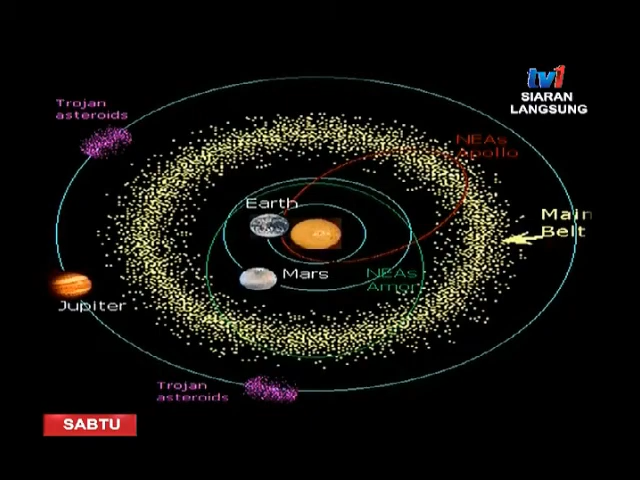 tv1
SIARAN
LANGSUNG
Trojan
asteroids
NEAs
Apollo
Earth
Main
Belt
Mars
NEAs
Amor
Jupiter
Trojan
asteroids
SABTU